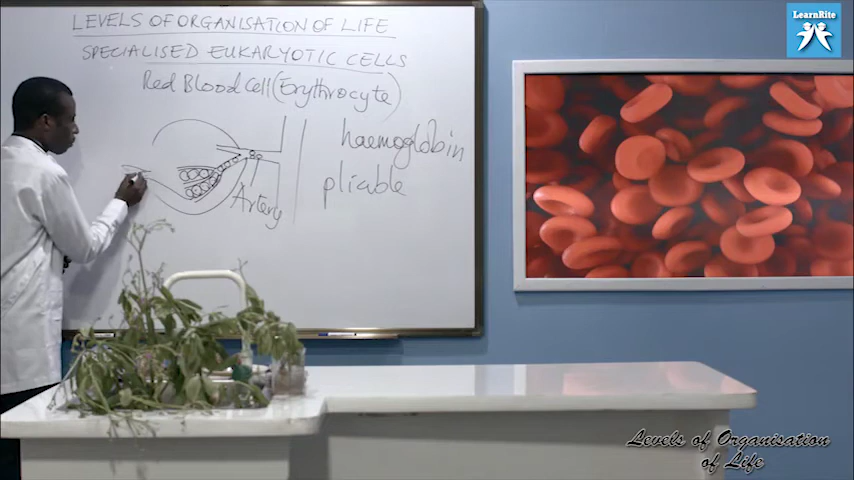 LEVELS OF ORGANISATION OF LIFE
SPECIALISED EUKARYOTIC CELLS
Red Blood Cell (Erythrocyte)
haemoglobin
pliable
Artery
LearnRite
Levels of Organisation
of Life